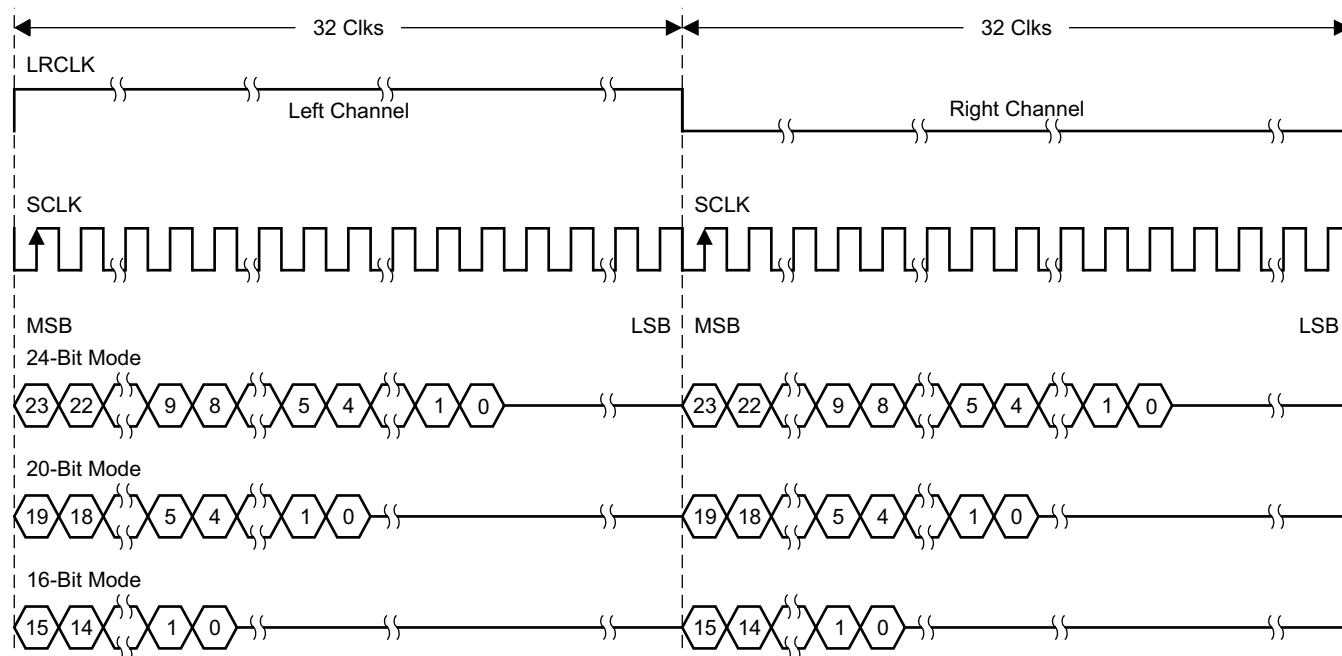 32 Clks 32 Clks
LRCLK
Left Channel Right Channel
SCLK SCLK
MSB LSB MSB LSB
24-Bit Mode
23 22 9 8 5 4 1 0 23 22 9 8 5 4 1 0
20-Bit Mode
19 18 5 4 1 0 19 18 5 4 1 0
16-Bit Mode
15 14 1 0 15 14 1 0